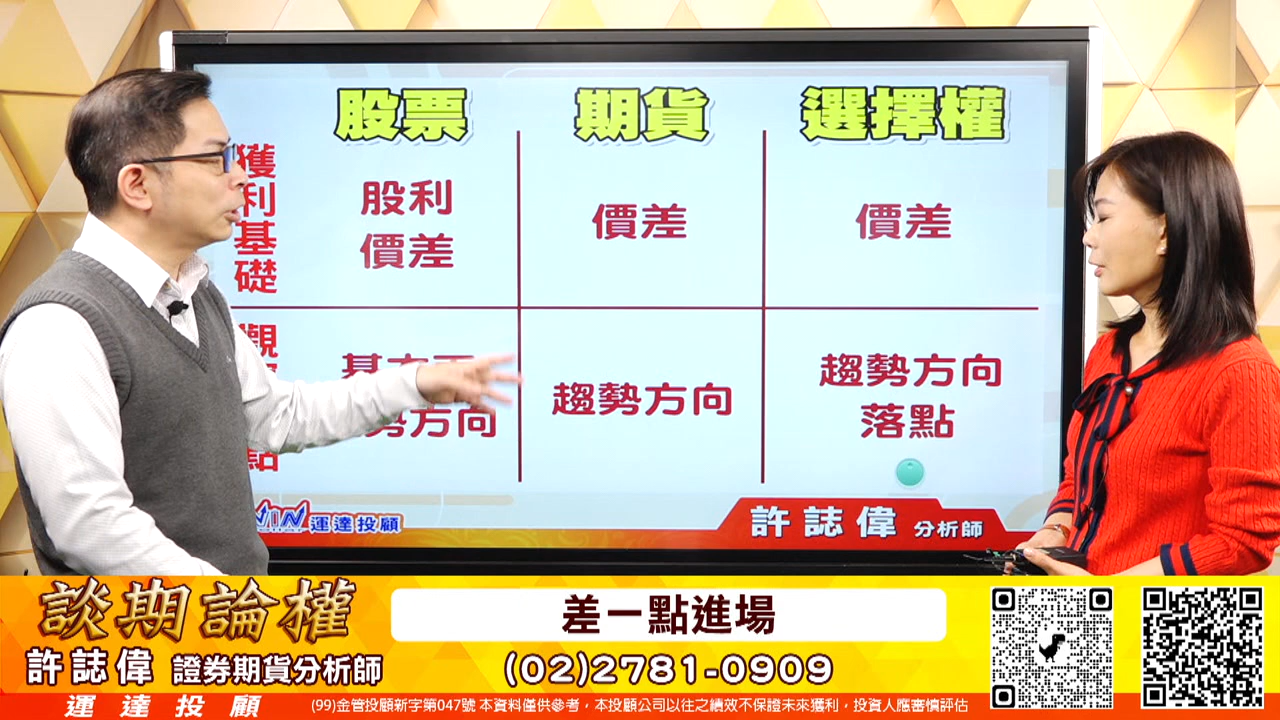 股票 期貨 選擇權
獲利基礎
股利
價差
價差
價差
趨勢方向
趨勢方向
落點
WIN 運達投顧
許誌偉 分析師
談期論權
差一點進場
許誌偉 證券期貨分析師
(02)2781-0909
運達投顧
(99)金管投顧新字第047號 本資料僅供參考，本投顧公司以往之績效不保證未來獲利，投資人應審慎評估